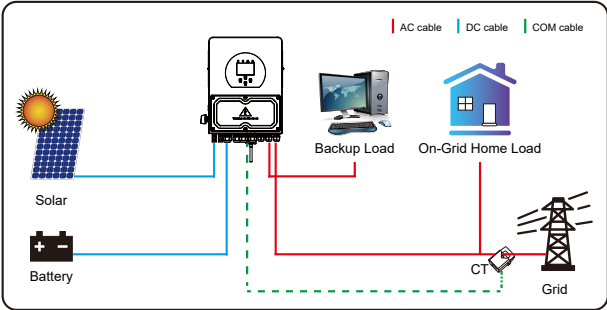 AC cable
DC cable
COM cable
Backup Load
On-Grid Home Load
Solar
Battery
CT
Grid